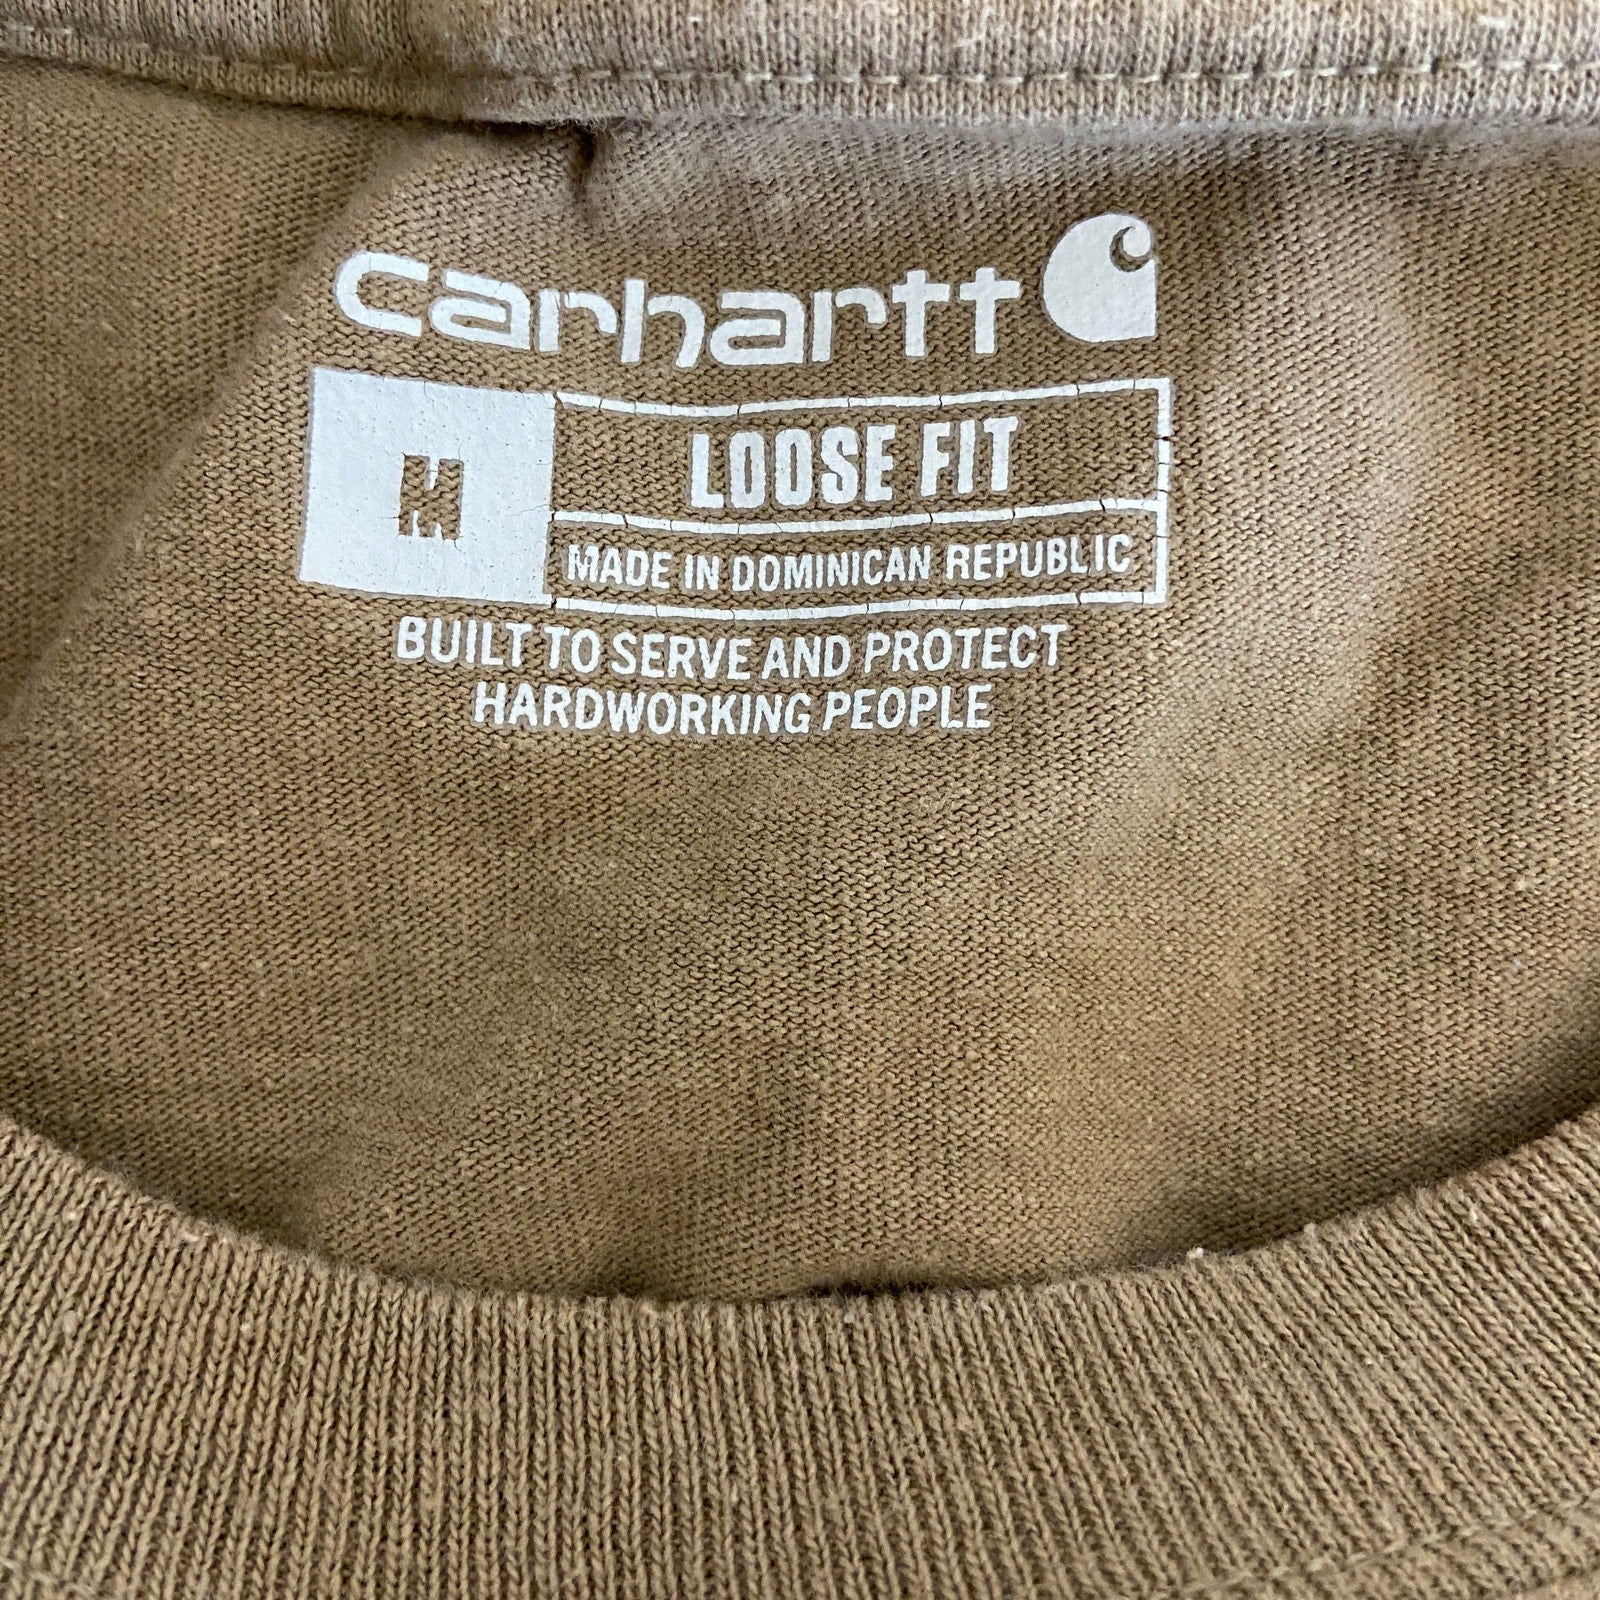 carhartt
M
LOOSE FIT
MADE IN DOMINICAN REPUBLIC
BUILT TO SERVE AND PROTECT
HARDWORKING PEOPLE